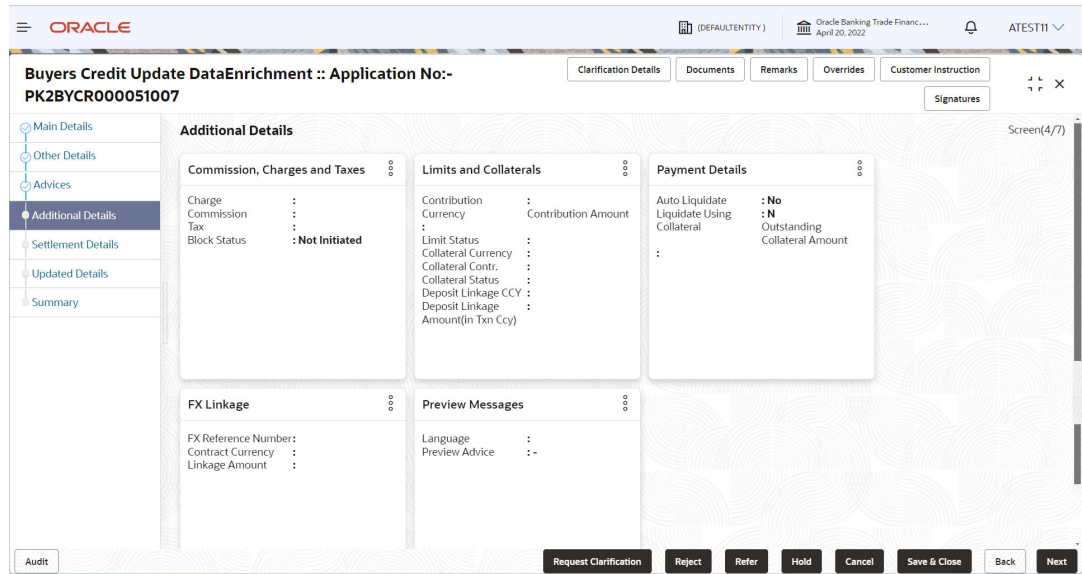 ORACLE
(DEFAULTENTITY )
Oracle Banking Trade Financ...
April 20, 2022
ATEST11
Buyers Credit Update DataEnrichment :: Application No:-
PK2BYCR000051007
Clarification Details
Documents
Remarks
Overrides
Customer Instruction
Signatures
Main Details
Other Details
Advices
Additional Details
Settlement Details
Updated Details
Summary
Additional Details
Screen(4/7)
Commission, Charges and Taxes
Charge :
Commission :
Tax :
Block Status : Not Initiated
Limits and Collaterals
Contribution :
Currency Contribution Amount
:
Limit Status :
Collateral Currency :
Collateral Contr. :
Collateral Status :
Deposit Linkage CCY :
Deposit Linkage :
Amount(in Txn Ccy)
Payment Details
Auto Liquidate : No
Liquidate Using : N
Collateral Outstanding
Collateral Amount
:
FX Linkage
FX Reference Number:
Contract Currency :
Linkage Amount :
Preview Messages
Language :
Preview Advice : -
Audit
Request Clarification
Reject
Refer
Hold
Cancel
Save & Close
Back
Next